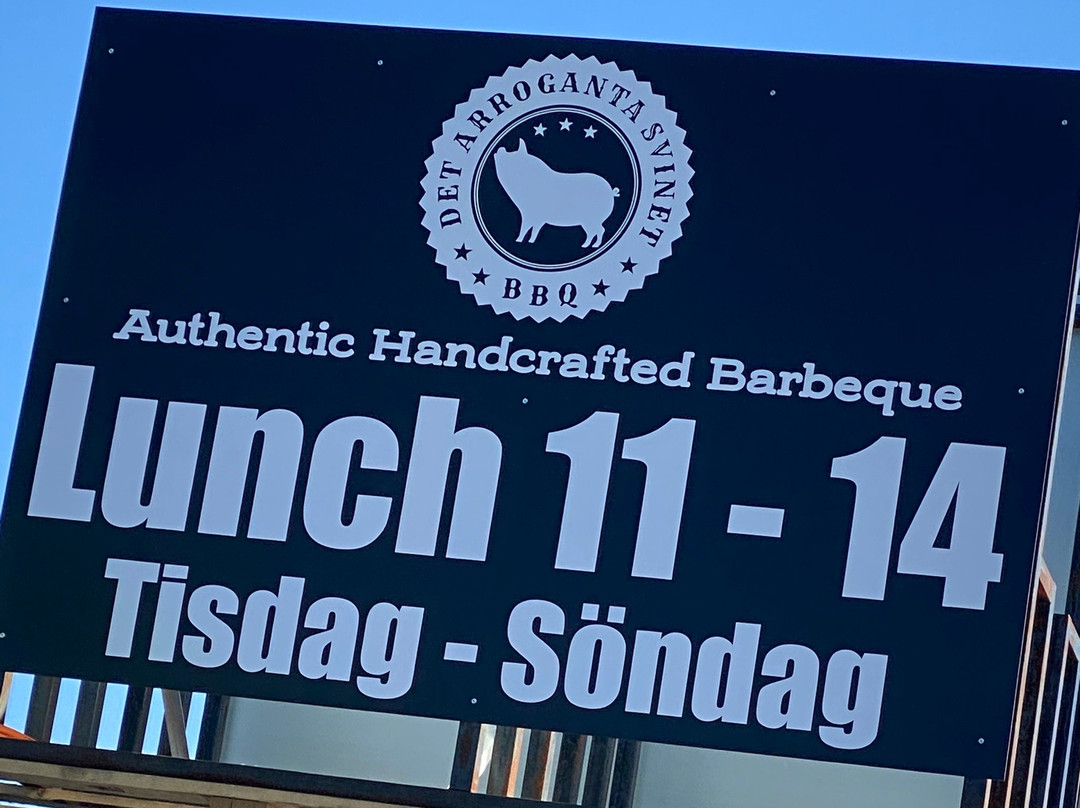 DET ARROGANTA SVINET
BBQ
Authentic Handcrafted Barbeque
Lunch 11 - 14
Tisdag - Söndag